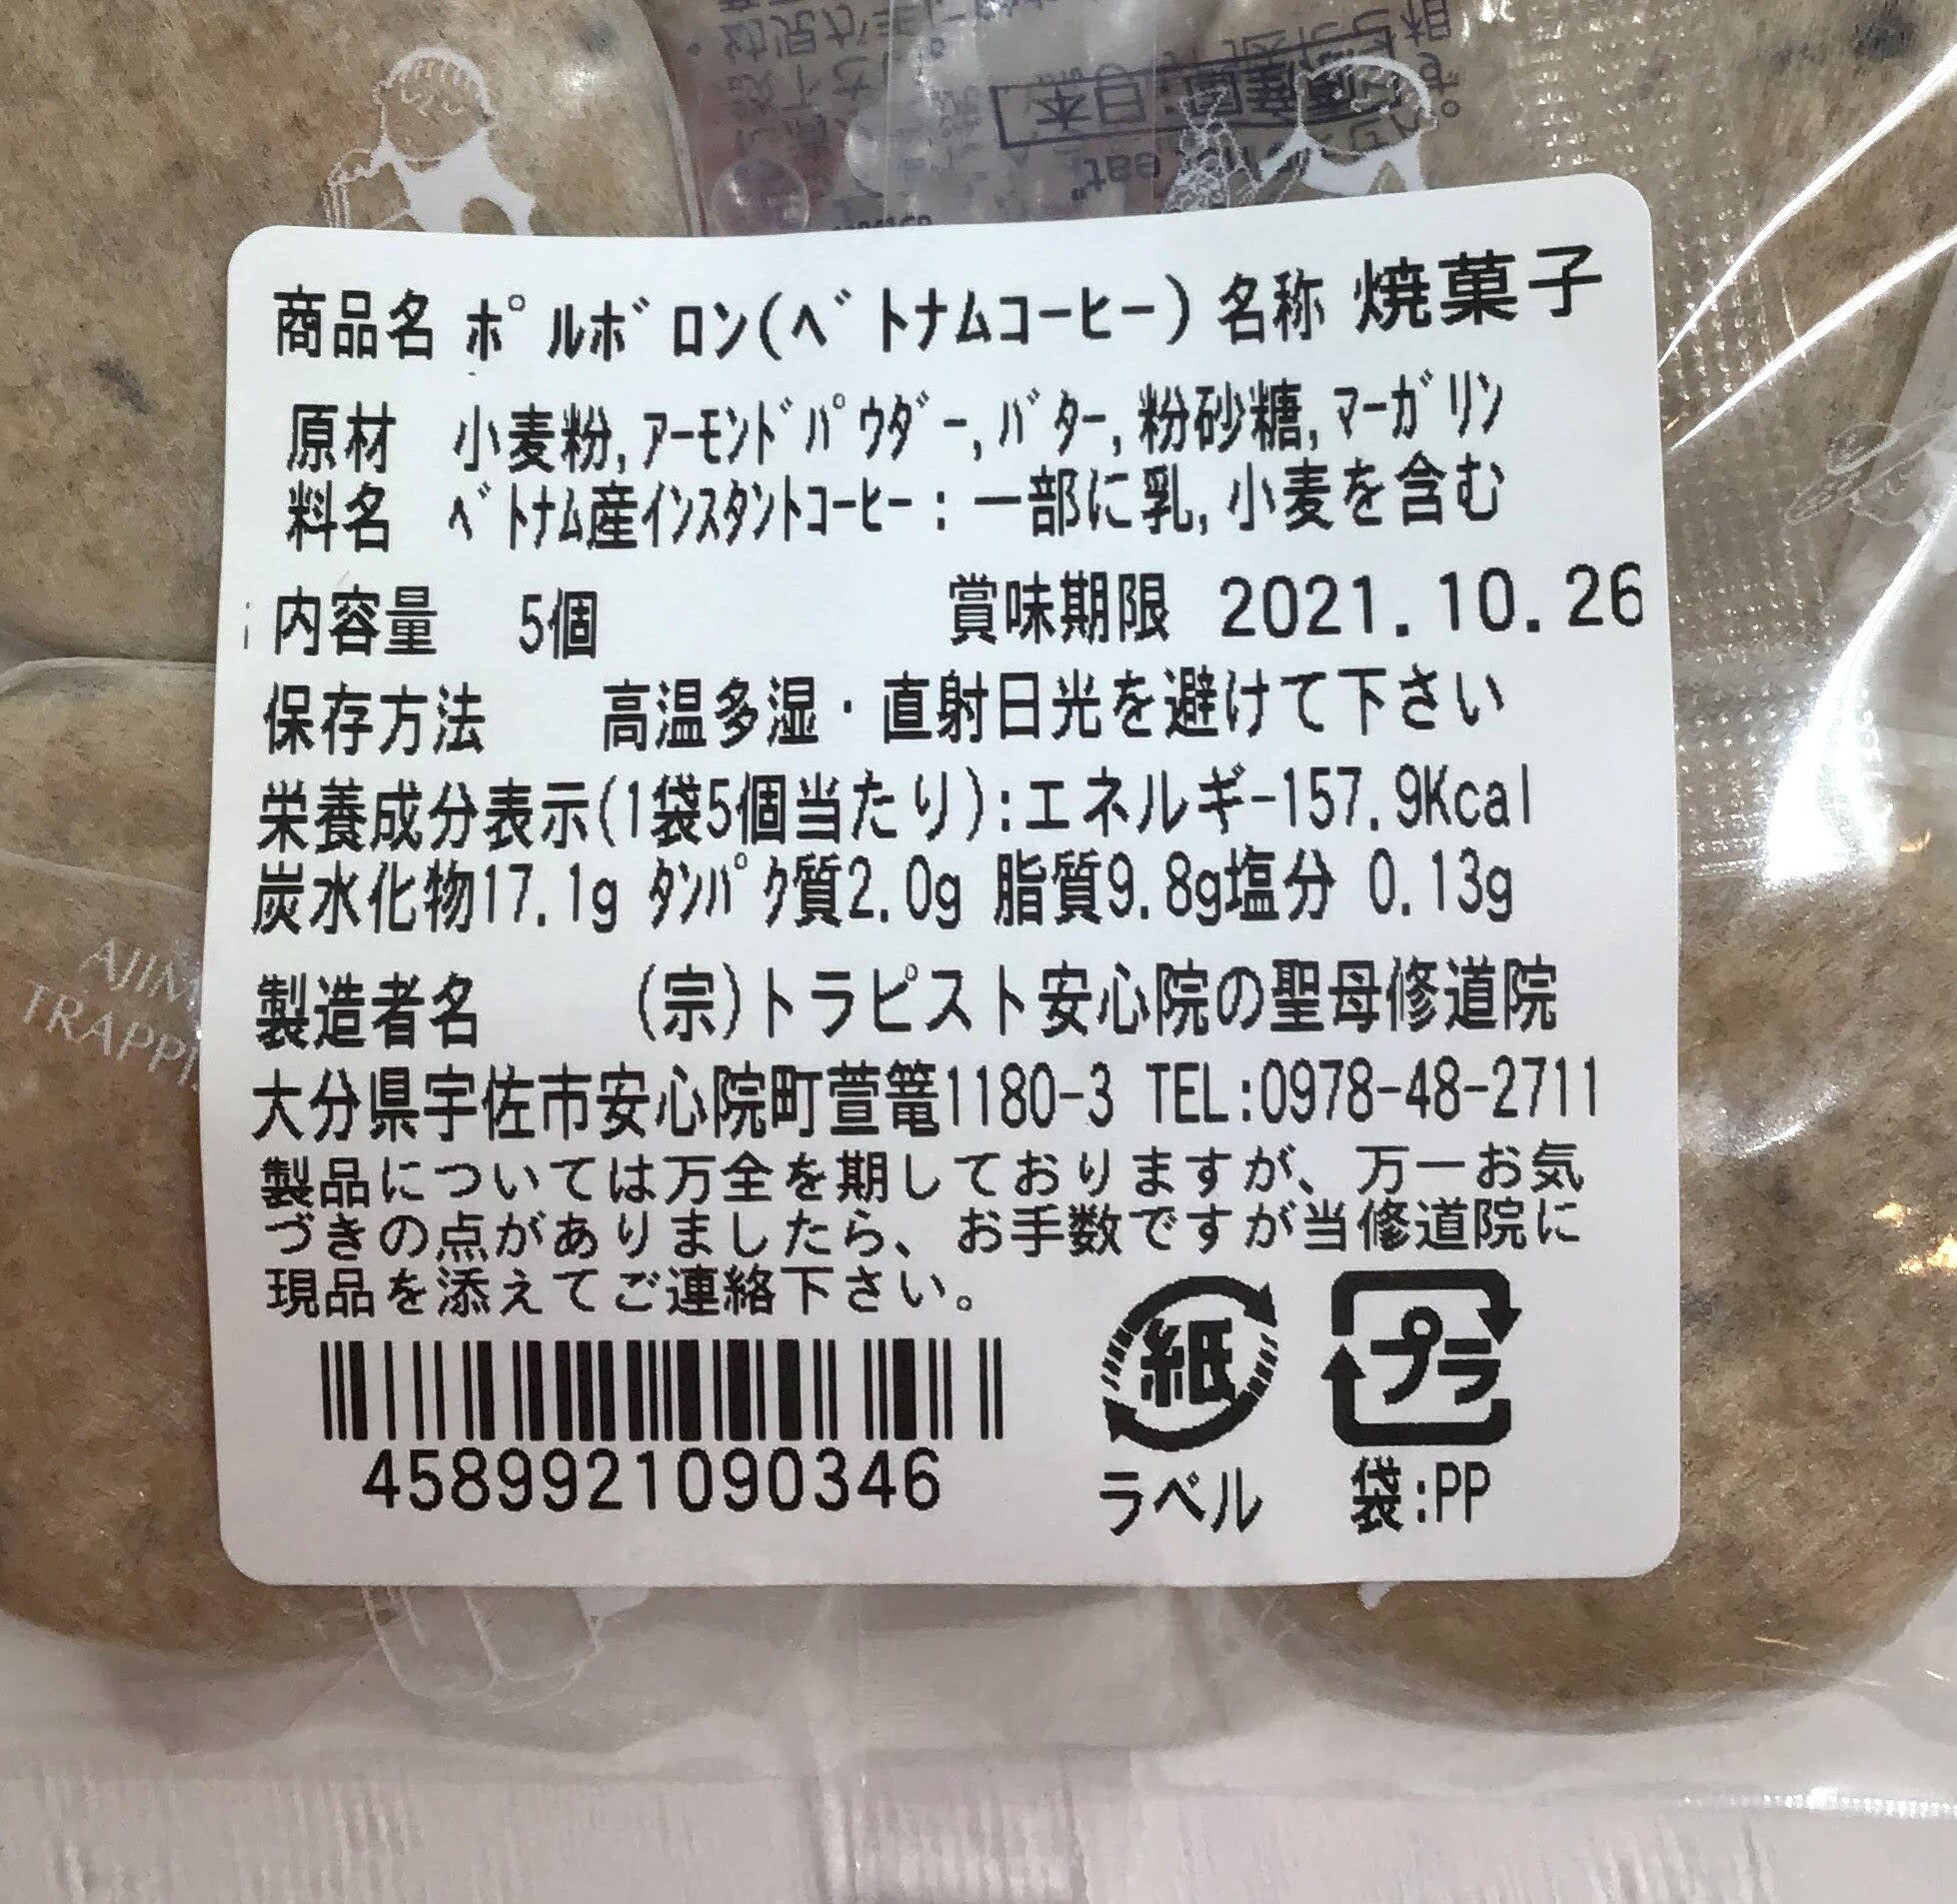 商品名 ポルボロン(ベトナムコーヒー) 名称 焼菓子
原材 小麦粉,アーモンドパウダー,バター,粉砂糖,マーガリン
料名 ベトナム産インスタントコーヒー:一部に乳,小麦を含む
内容量 5個 賞味期限 2021.10.26
保存方法 高温多湿・直射日光を避けて下さい
栄養成分表示(1袋5個当たり):エネルギー157.9Kcal
炭水化物17.1g タンパク質2.0g 脂質9.8g塩分 0.13g
製造者名 (宗)トラピスト安心院の聖母修道院
大分県宇佐市安心院町萱篭1180-3 TEL:0978-48-2711
製品については万全を期しておりますが、万一お気
づきの点がありましたら、お手数ですが当修道院に
現品を添えてご連絡下さい。
紙
プラ
4589921090346
ラベル 袋:PP